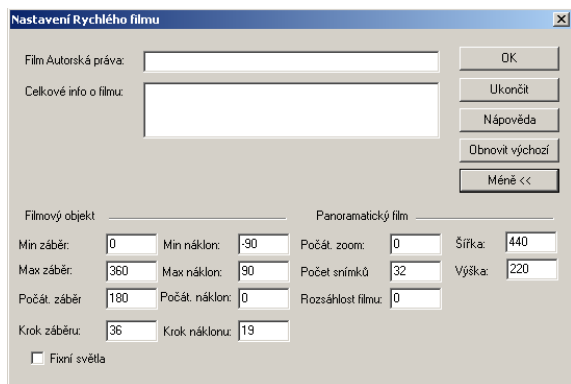 Nastavení Rychlého filmu
Film Autorská práva:
OK
Celkové info o filmu:
Ukončit
Nápověda
Obnovit výchozí
Méně <<
Filmový objekt
Panoramatický film
Min záběr: 0 Min náklon: -90 Počát. zoom: 0 Šířka: 440
Max záběr: 360 Max náklon: 90 Počet snímků 32 Výška: 220
Počát. záběr 180 Počát. náklon: 0 Rozsáhlost filmu: 0
Krok záběru: 36 Krok náklonu: 19
Fixní světla